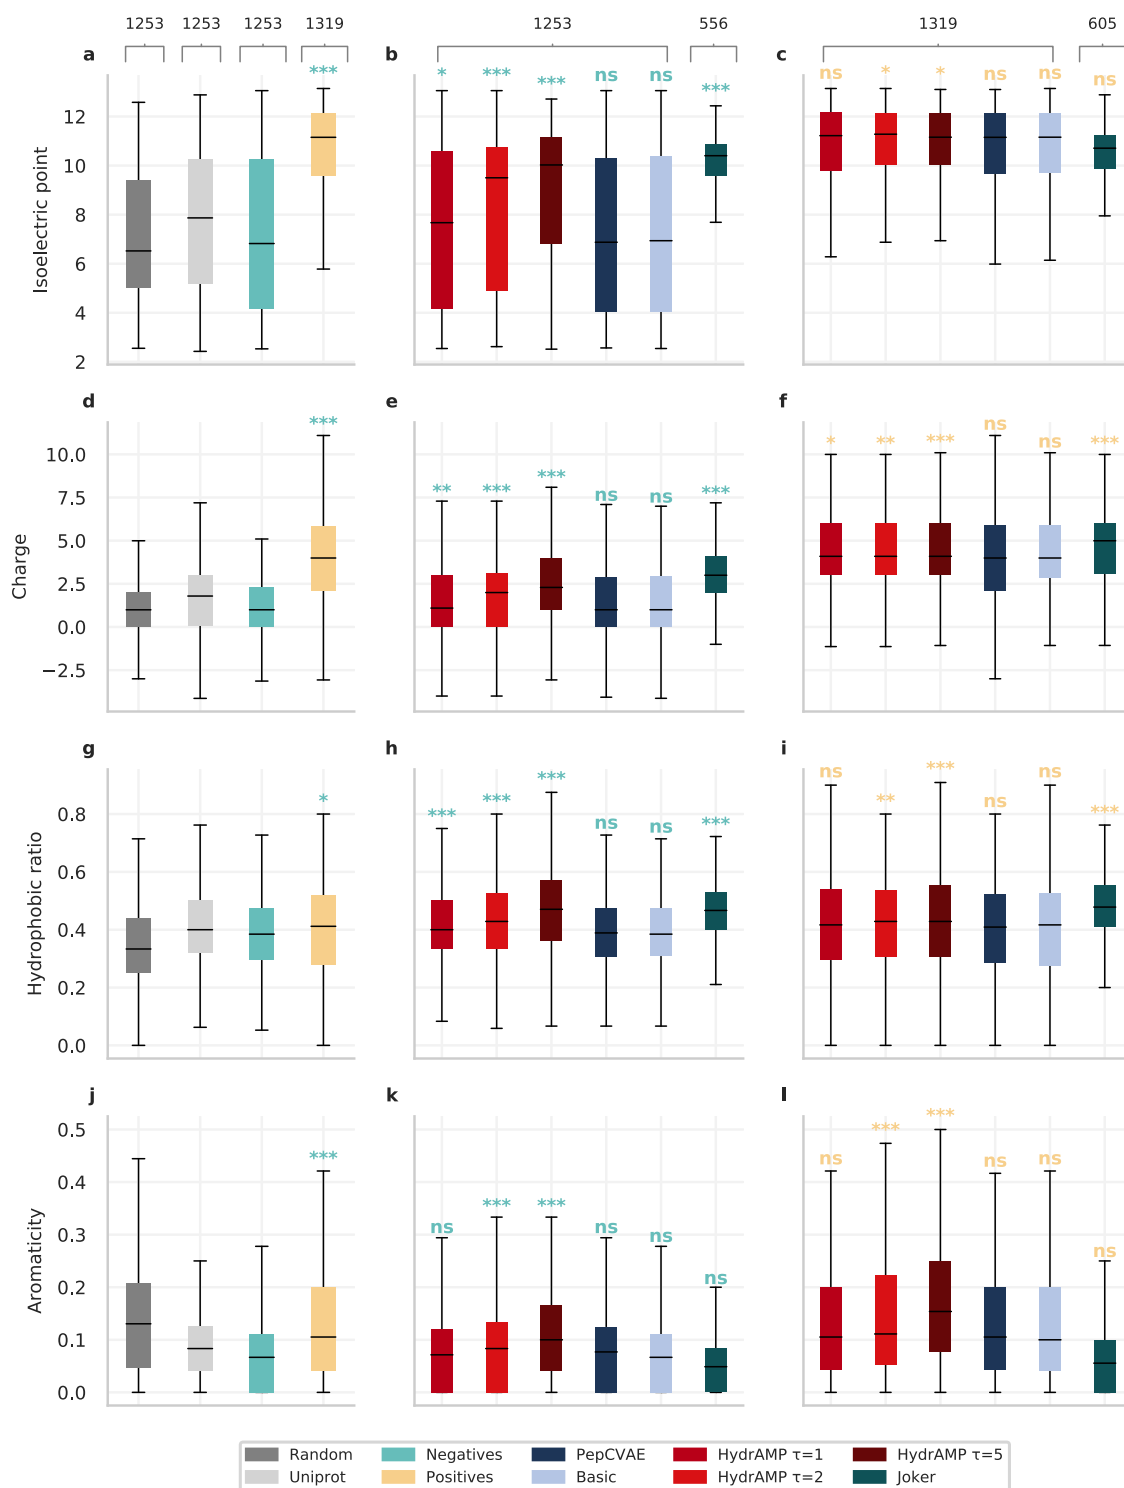 1253 1253 1253 1319 1253 556 1319 605
a b c
*** * *** *** ns ns *** ns * * ns ns ns
Isoelectric point
12
10
8
6
4
2
d e f
*** ** *** *** ns ns *** * ** *** ns ns ***
Charge
10.0
7.5
5.0
2.5
0.0
−2.5
g h i
* *** *** *** ns ns *** ns ** *** ns ns ***
Hydrophobic ratio
0.8
0.6
0.4
0.2
0.0
j k l
*** ns *** *** ns ns ns ns *** *** ns ns ns
Aromaticity
0.5
0.4
0.3
0.2
0.1
0.0
Random Negatives PepCVAE HydrAMP τ=1 HydrAMP τ=5
Uniprot Positives Basic HydrAMP τ=2 Joker